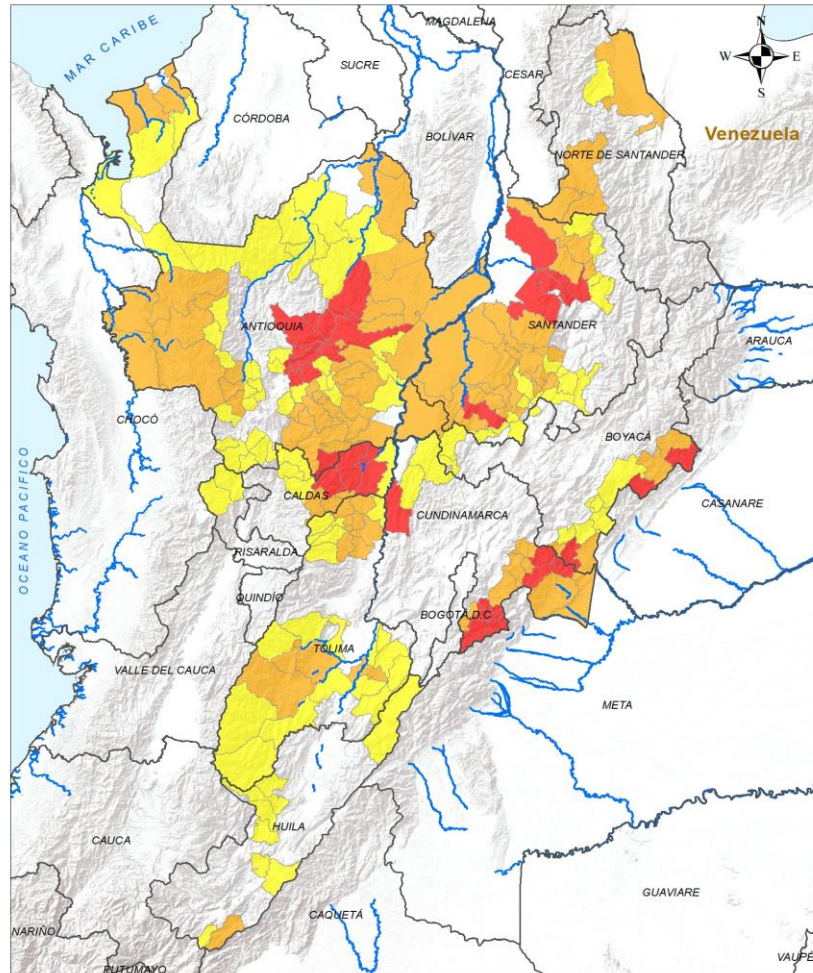 MAGDALENA
N
MAR CARIBE
SUCRE
W
E
CESAR
S
CÓRDOBA
BOLÍVAR
Venezuela
NORTE DE SANTANDER
ANTIOQUIA
SANTANDER
ARAUCA
CHOCÓ
BOYACÁ
OCEANO PACIFICO
CALDAS
CASANARE
CUNDINAMARCA
RISARALDA
QUINDÍO
BOGOTÁ, D.C
TOLIMA
VALLE DEL CAUCA
META
HUILA
CAUCA
GUAVIARE
CAQUETÁ
NARIÑO
PUTUMAYO
VAUPÉ